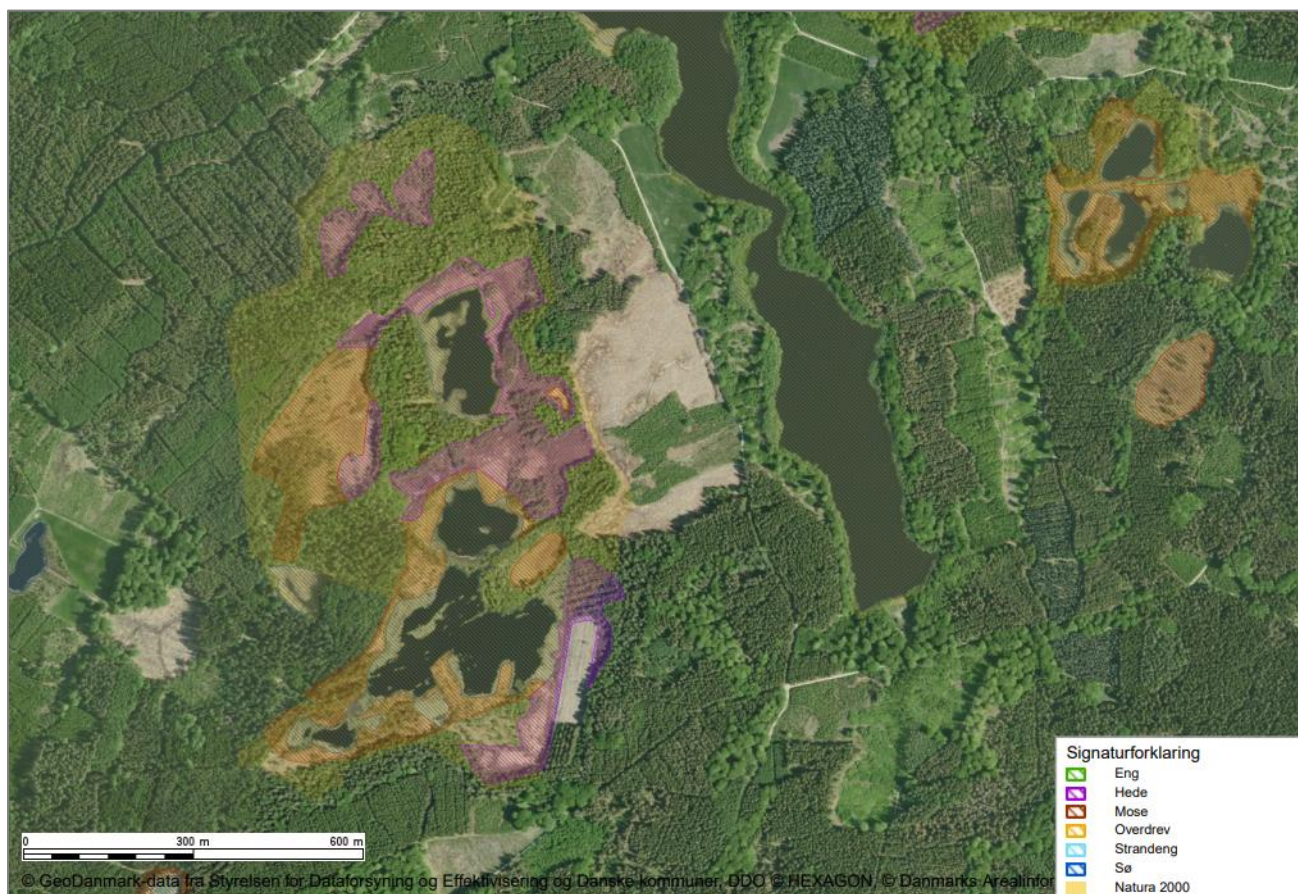 Signaturforklaring
Eng
Hede
Mose
Overdrev
Strandeng
Sø
Natura 2000
0 300 m 600 m
© GeoDanmark-data fra Styrelsen for Dataforsyning og Effektivisering og Danske kommuner, DDO © HEXAGON, © Danmarks Arealinfor